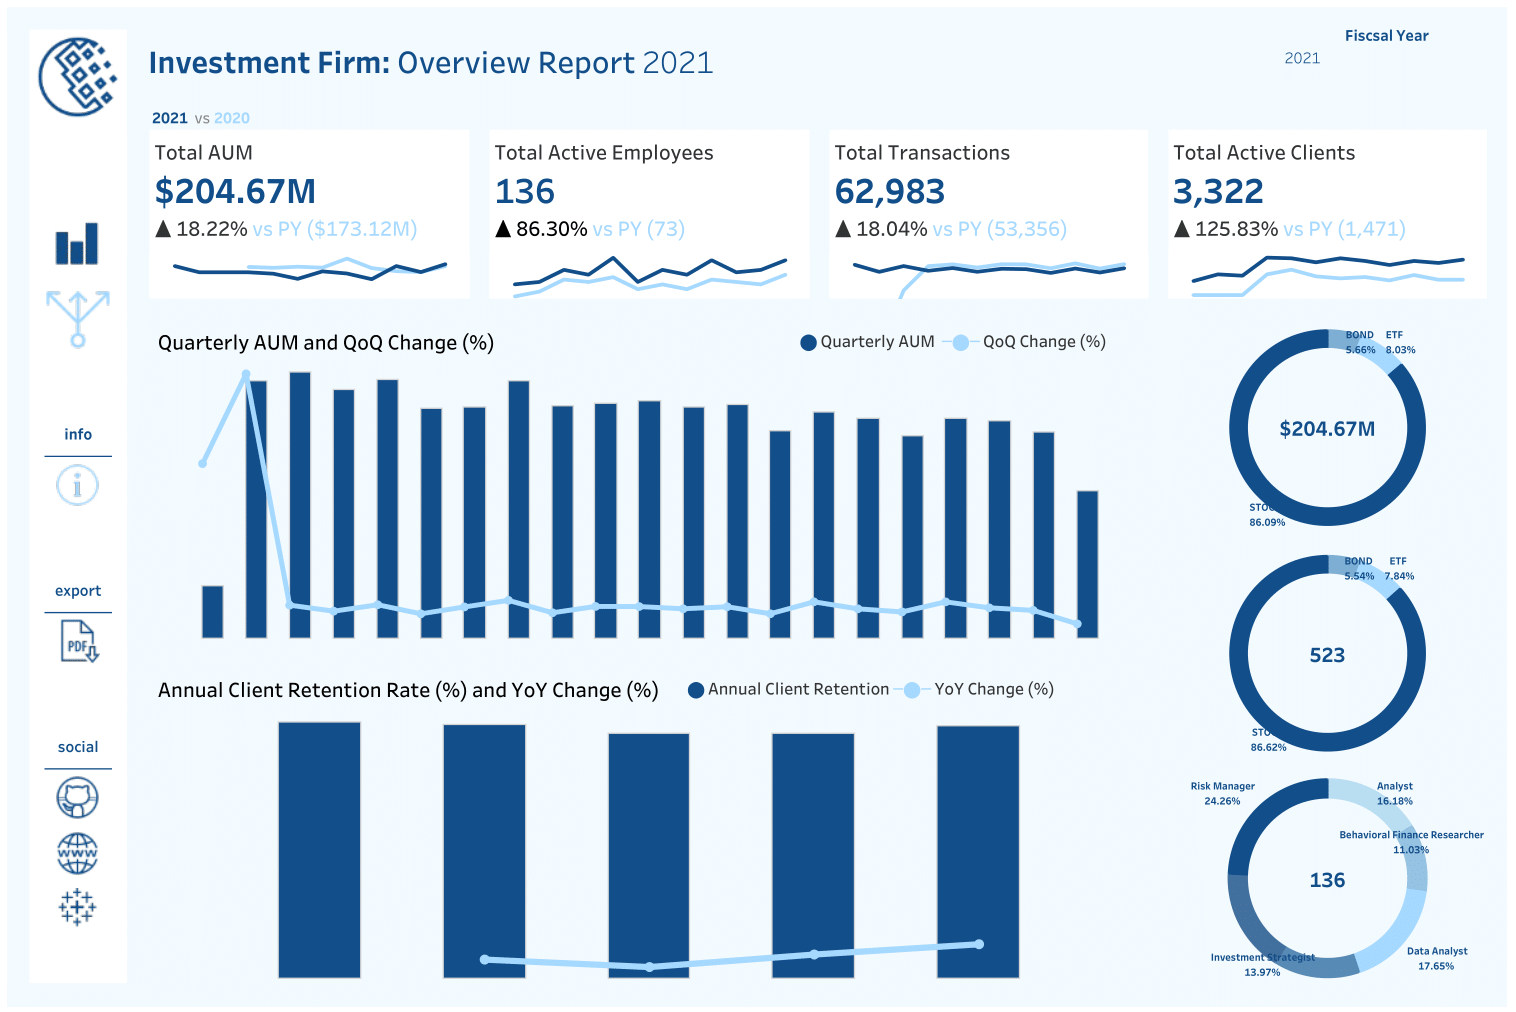 Investment Firm: Overview Report 2021
Fiscsal Year
2021
2021 vs 2020
Total AUM
$204.67M
▲ 18.22% vs PY ($173.12M)
Total Active Employees
136
▲ 86.30% vs PY (73)
Total Transactions
62,983
▲ 18.04% vs PY (53,356)
Total Active Clients
3,322
▲ 125.83% vs PY (1,471)
info
i
export
PDF
social
www
Quarterly AUM and QoQ Change (%)
Quarterly AUM
QoQ Change (%)
Annual Client Retention Rate (%) and YoY Change (%)
Annual Client Retention
YoY Change (%)
BOND
5.66%
ETF
8.03%
$204.67M
86.09%
BOND
5.54%
ETF
7.84%
523
86.62%
Risk Manager
24.26%
Analyst
16.18%
Behavioral Finance Researcher
11.03%
136
Investment Strategist
13.97%
Data Analyst
17.65%